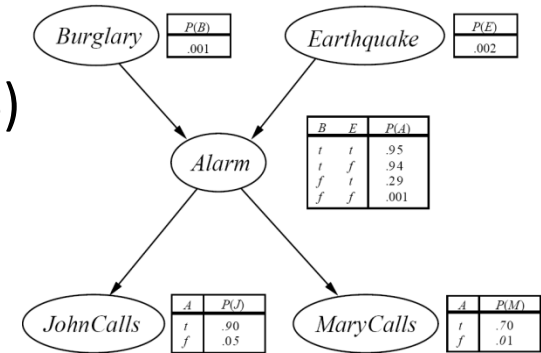 Burglary
P(B)
.001
Earthquake
P(E)
.002
)
Alarm
B E P(A)
t t .95
t f .94
f t .29
f f .001
JohnCalls
A P(J)
t .90
f .05
MaryCalls
A P(M)
t .70
f .01